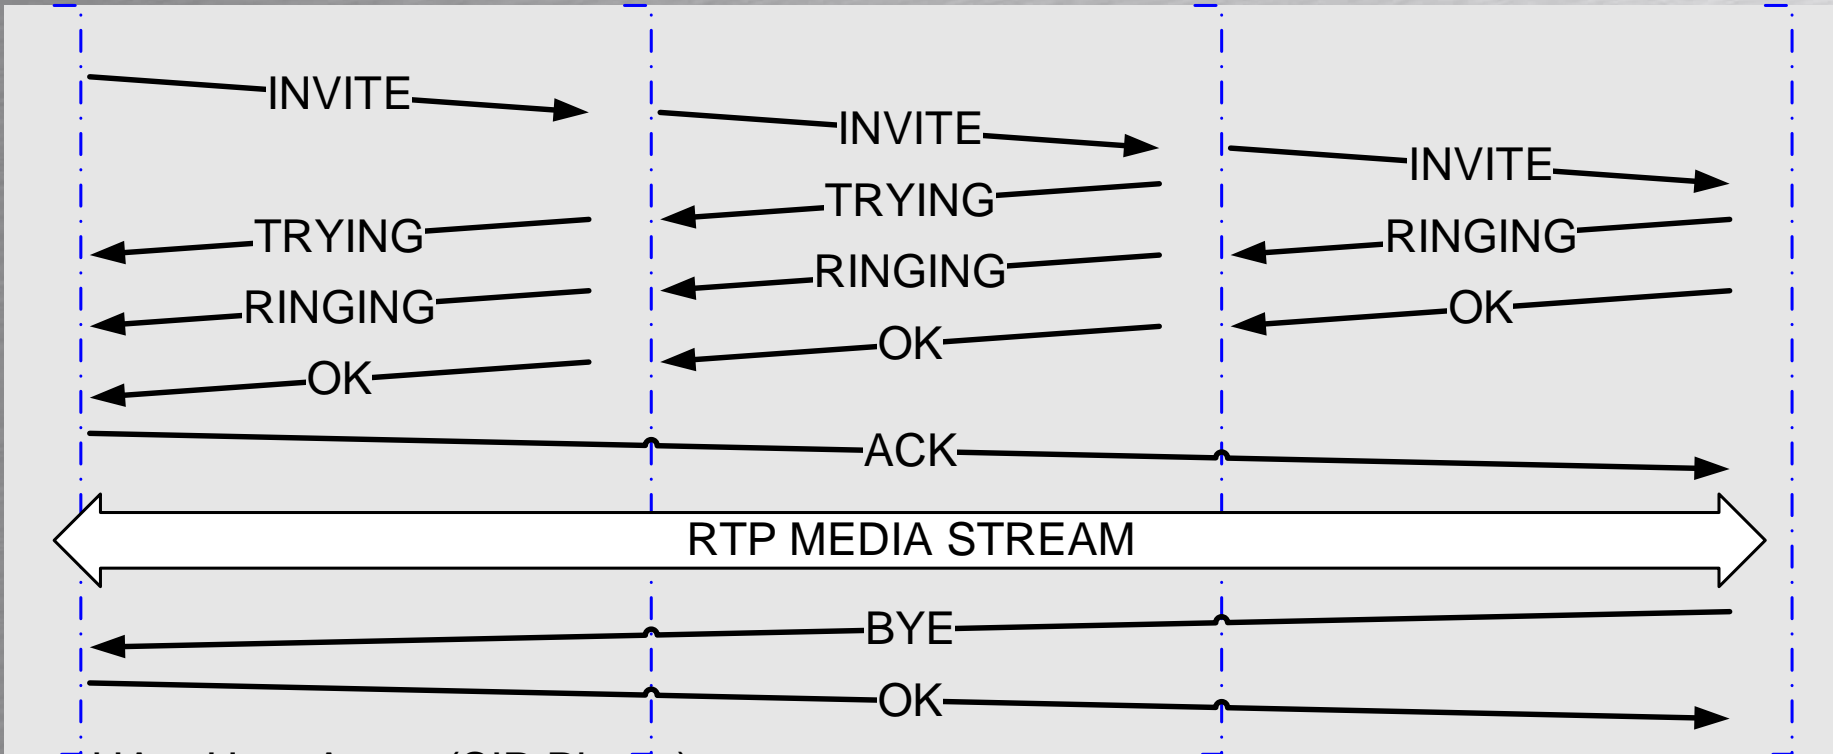 INVITE
INVITE
INVITE
TRYING
TRYING
RINGING
RINGING
RINGING
OK
OK
OK
ACK
RTP MEDIA STREAM
BYE
OK